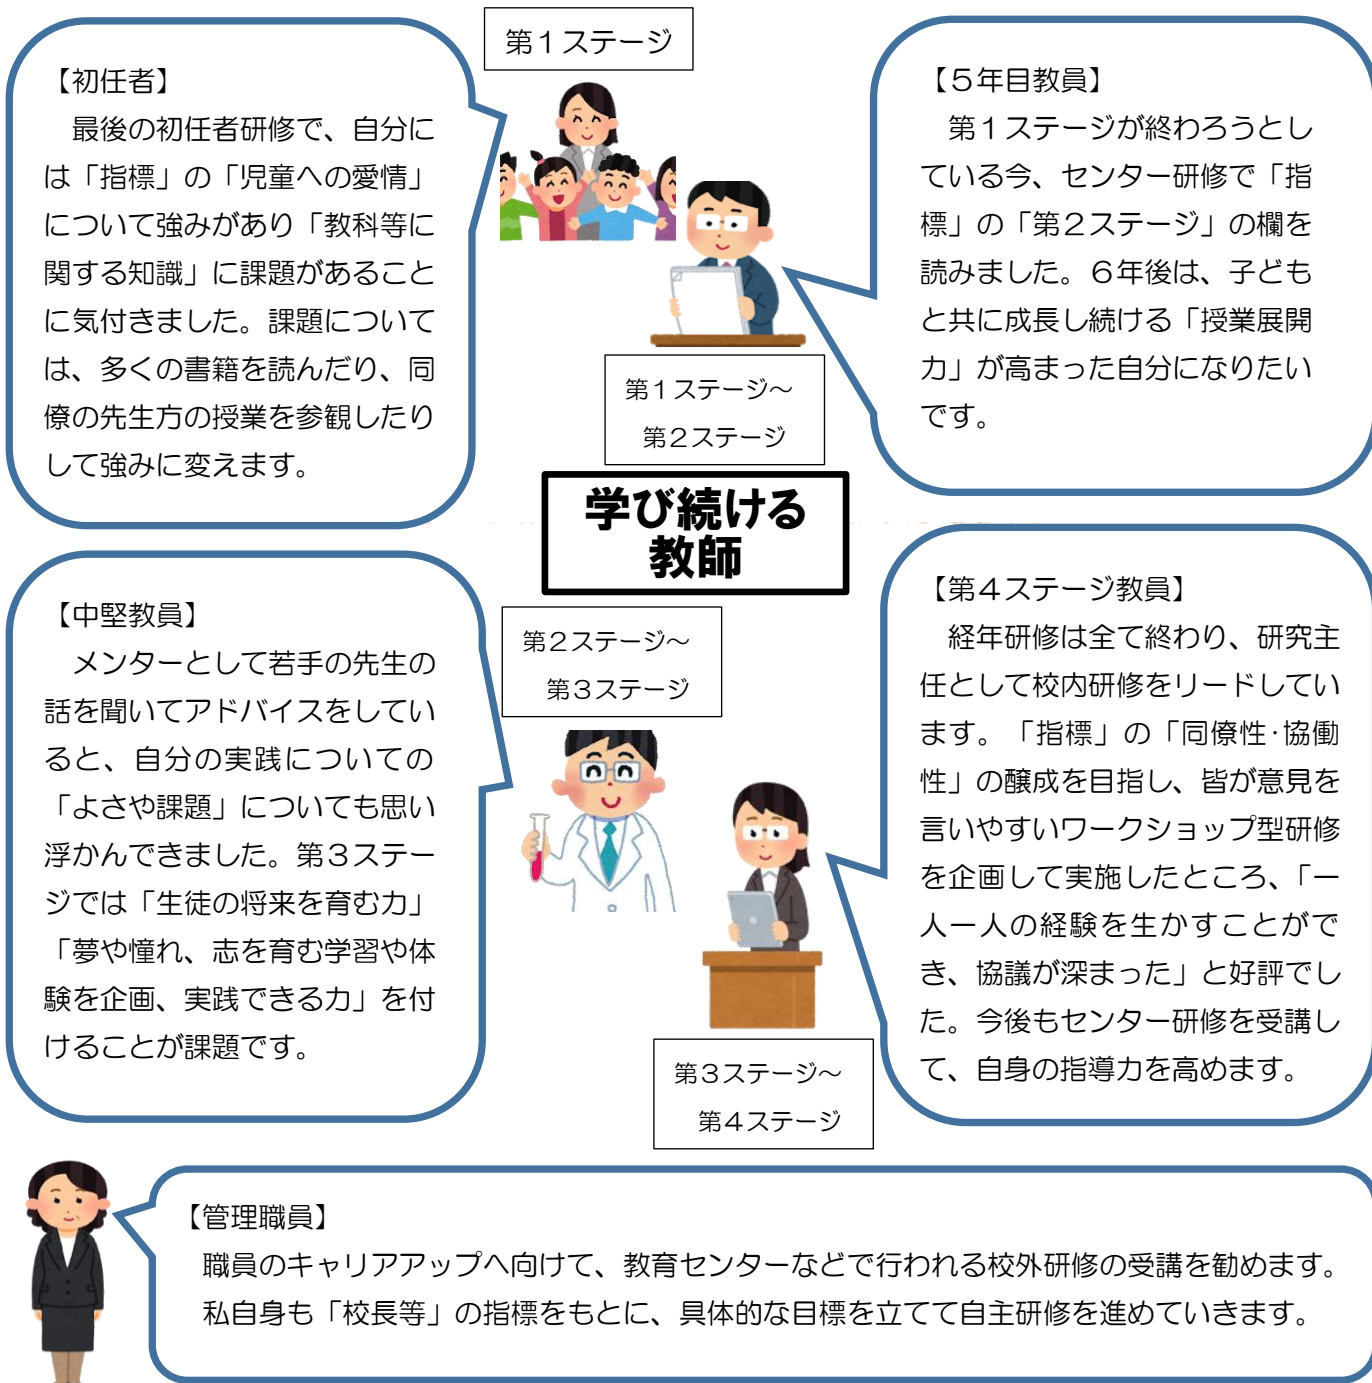 第1ステージ
【初任者】
最後の初任者研修で、自分に
は「指標」の「児童への愛情」
について強みがあり「教科等に
関する知識」に課題があること
に気付きました。課題について
は、多くの書籍を読んだり、同
僚の先生方の授業を参観したり
して強みに変えます。
【5年目教員】
第1ステージが終わろうとし
ている今、センター研修で「指
標」の「第2ステージ」の欄を
読みました。6年後は、子ども
と共に成長し続ける「授業展開
力」が高まった自分になりたい
です。
第1ステージ～
第2ステージ
学び続ける
教師
【中堅教員】
メンターとして若手の先生の
話を聞いてアドバイスをしてい
ると、自分の実践についての
「よさや課題」についても思い
浮かんできました。第3ステー
ジでは「生徒の将来を育む力」
「夢や憧れ、志を育む学習や体
験を企画、実践できる力」を付
けることが課題です。
第2ステージ～
第3ステージ
【第4ステージ教員】
経年研修は全て終わり、研究主
任として校内研修をリードしてい
ます。「指標」の「同僚性・協働
性」の醸成を目指し、皆が意見を
言いやすいワークショップ型研修
を企画して実施したところ、「一
人一人の経験を生かすことがで
き、協議が深まった」と好評でし
た。今後もセンター研修を受講し
て、自身の指導力を高めます。
第3ステージ～
第4ステージ
【管理職員】
職員のキャリアアップへ向けて、教育センターなどで行われる校外研修の受講を勧めます。
私自身も「校長等」の指標をもとに、具体的な目標を立てて自主研修を進めていきます。